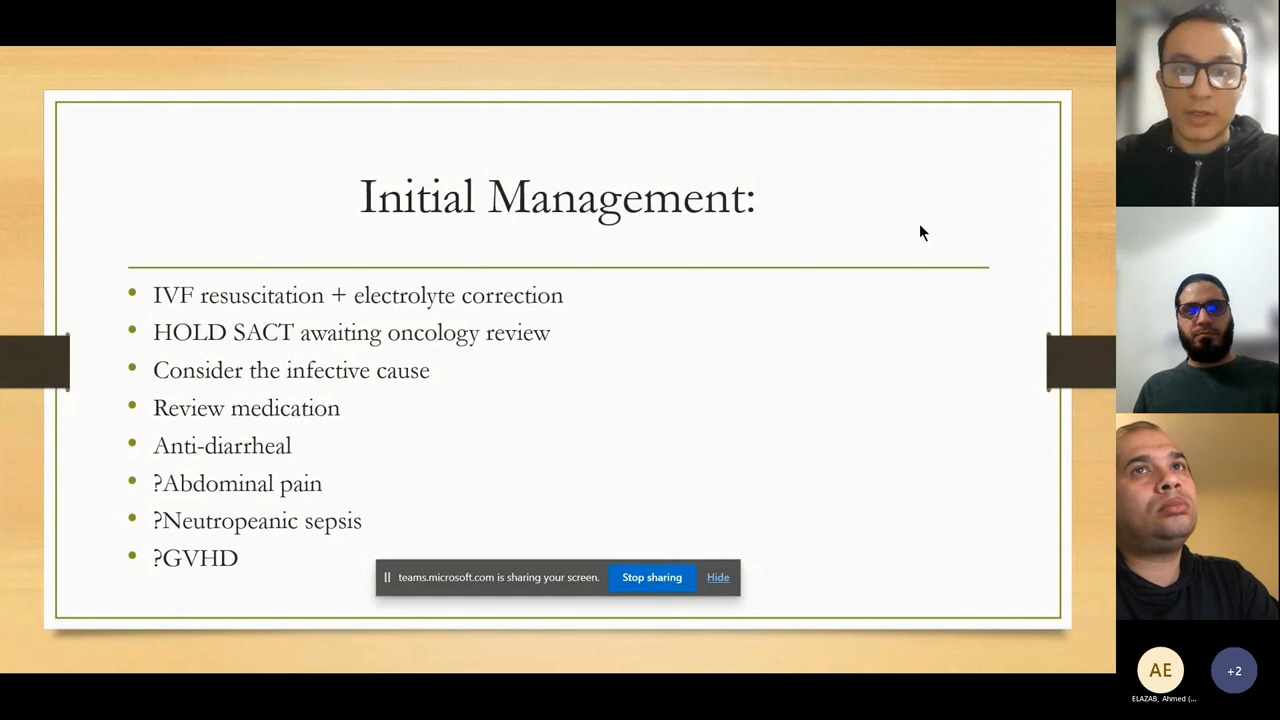 Initial Management:
• IVF resuscitation + electrolyte correction
• HOLD SACT awaiting oncology review
• Consider the infective cause
• Review medication
• Anti-diarrheal
• ?Abdominal pain
• ?Neutropeanic sepsis
• ?GVHD
teams.microsoft.com is sharing your screen. Stop sharing Hide
AE +2
ELAZAB, Ahmed (...